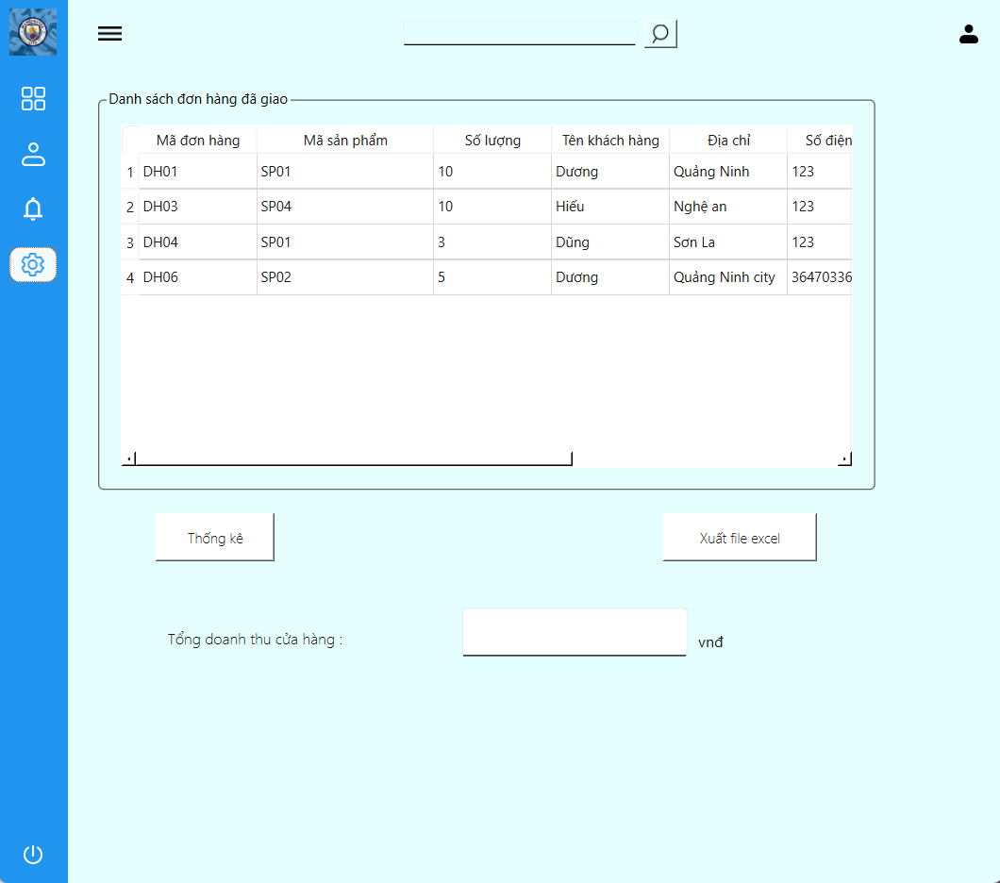 Danh sách đơn hàng đã giao
Mã đơn hàng Mã sản phẩm Số lượng Tên khách hàng Địa chỉ Số điện
1 DH01 SP01 10 Dương Quảng Ninh 123
2 DH03 SP04 10 Hiếu Nghệ an 123
3 DH04 SP01 3 Dũng Sơn La 123
4 DH06 SP02 5 Dương Quảng Ninh city 36470336
Thống kê Xuất file excel
Tổng doanh thu cửa hàng : vnđ